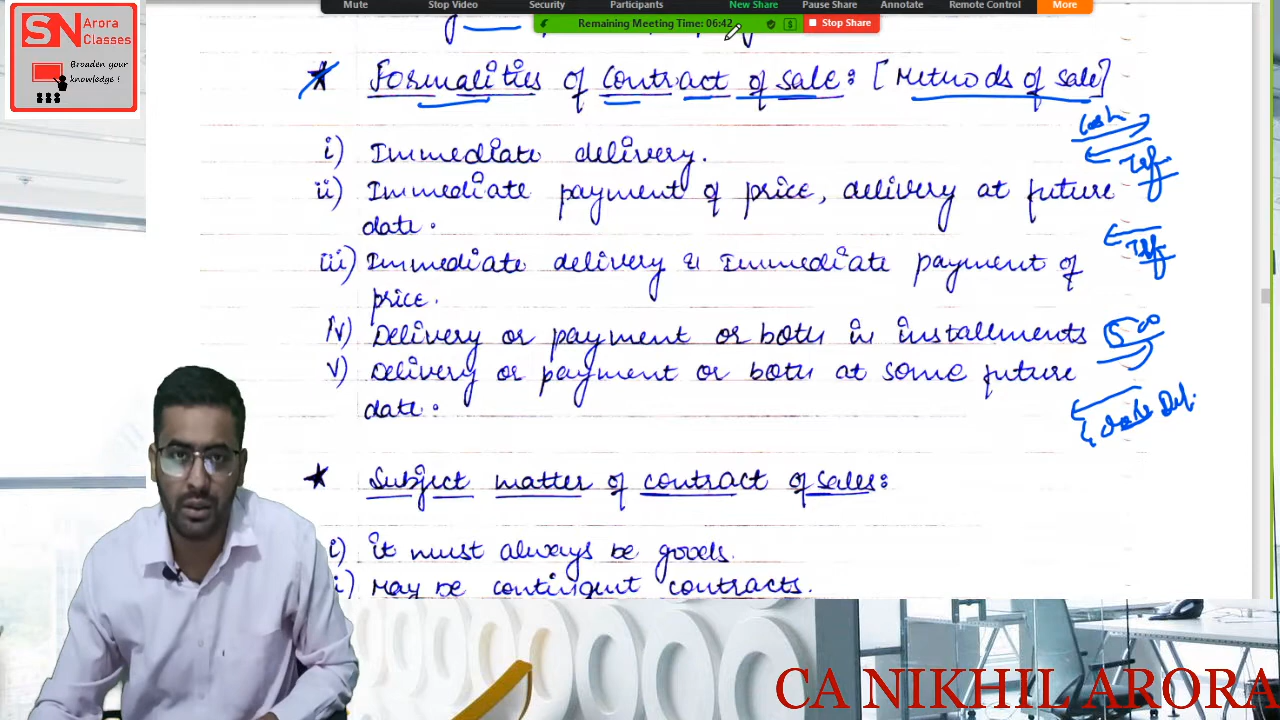 Mute Stop Video Security Participants New Share Pause Share Annotate Remote Control More
Remaining Meeting Time: 06:42
Stop Share
SN Arora
Classes
Broaden your
knowledge !
Formalities of contract of sale: [Methods of sale]
i) Immediate delivery.
ii) Immediate payment of price, delivery at future
date.
iii) Immediate delivery & Immediate payment of
price.
iv) Delivery or payment or both in installments
v) Delivery or payment or both at some future
date.
Cash
Subject matter of contract of sales:
i) it must always be goods.
i) May be contingent contracts.
CA NIKHIL ARORA